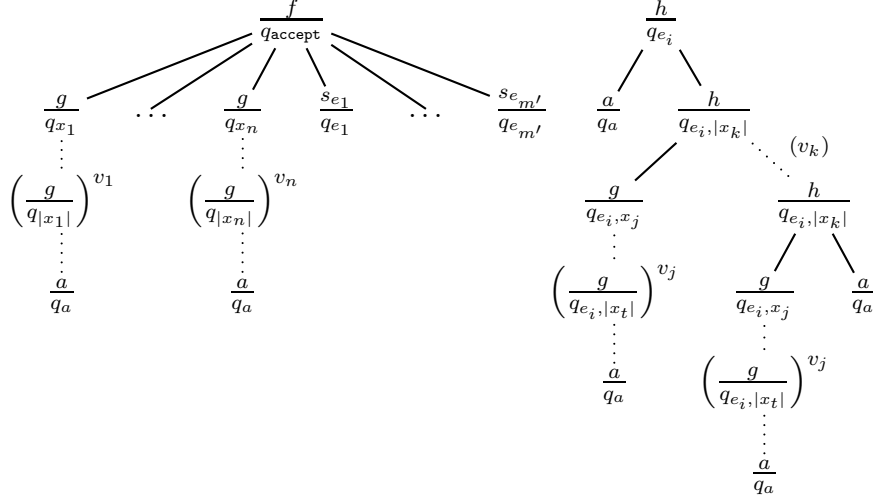 f h
q_accept q_{e_i}
g … g s_{e_1} … s_{e_{m'}} a h
q_{x_1} q_{x_n} q_{e_1} q_{e_{m'}} q_a q_{e_i,|x_k|}
(v_k)
( g / q_{|x_1|} )^{v_1} ( g / q_{|x_n|} )^{v_n} g / q_{e_i,x_j} h / q_{e_i,|x_k|}
a / q_a a / q_a ( g / q_{e_i,|x_t|} )^{v_j} g / q_{e_i,x_j} a / q_a
a / q_a ( g / q_{e_i,|x_t|} )^{v_j}
a / q_a